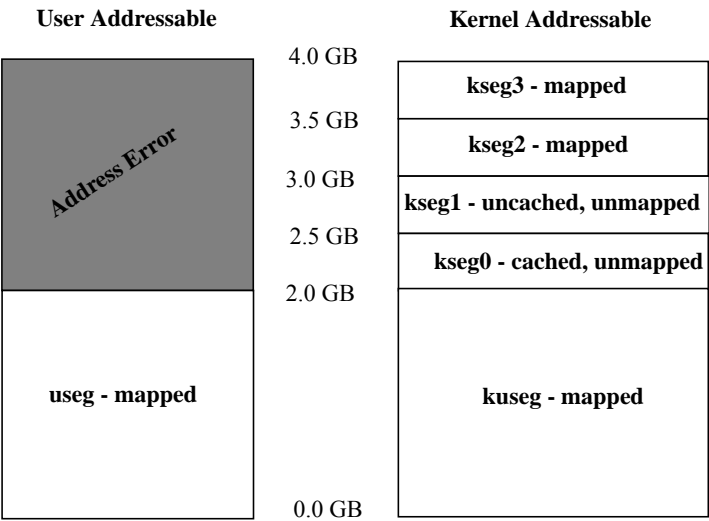 User Addressable
Kernel Addressable
4.0 GB
kseg3 - mapped
3.5 GB
Address Error
kseg2 - mapped
3.0 GB
kseg1 - uncached, unmapped
2.5 GB
kseg0 - cached, unmapped
2.0 GB
useg - mapped
kuseg - mapped
0.0 GB